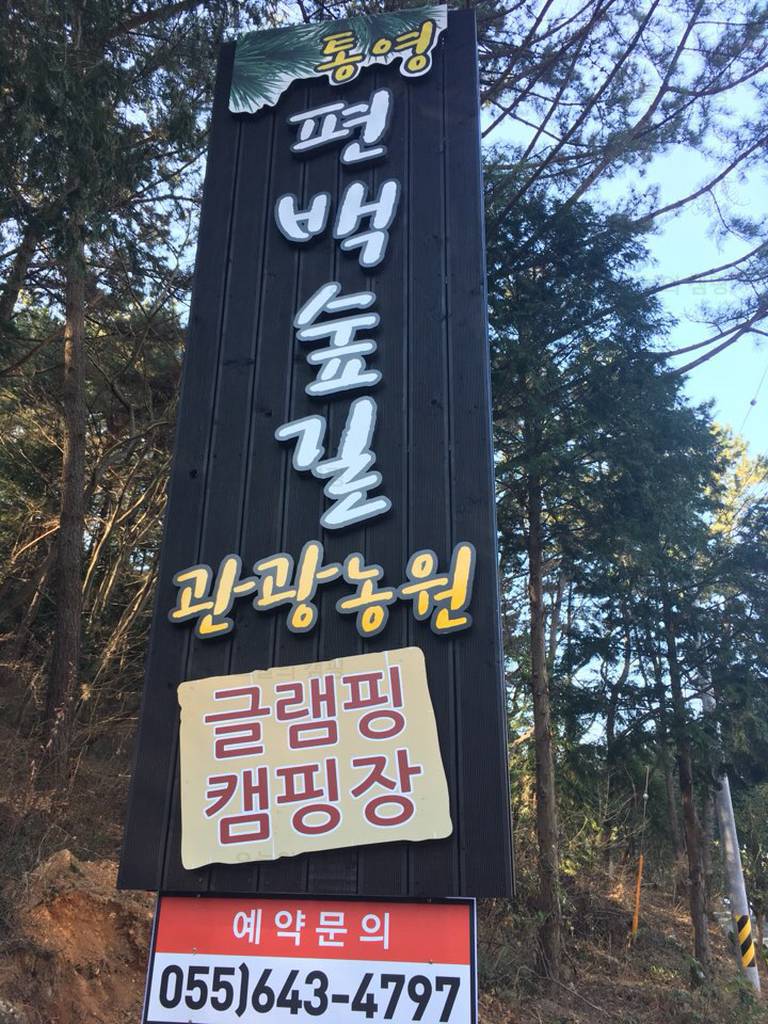 통영
편
백
숲
길
관광농원
글램핑
캠핑장
예약문의
055)643-4797